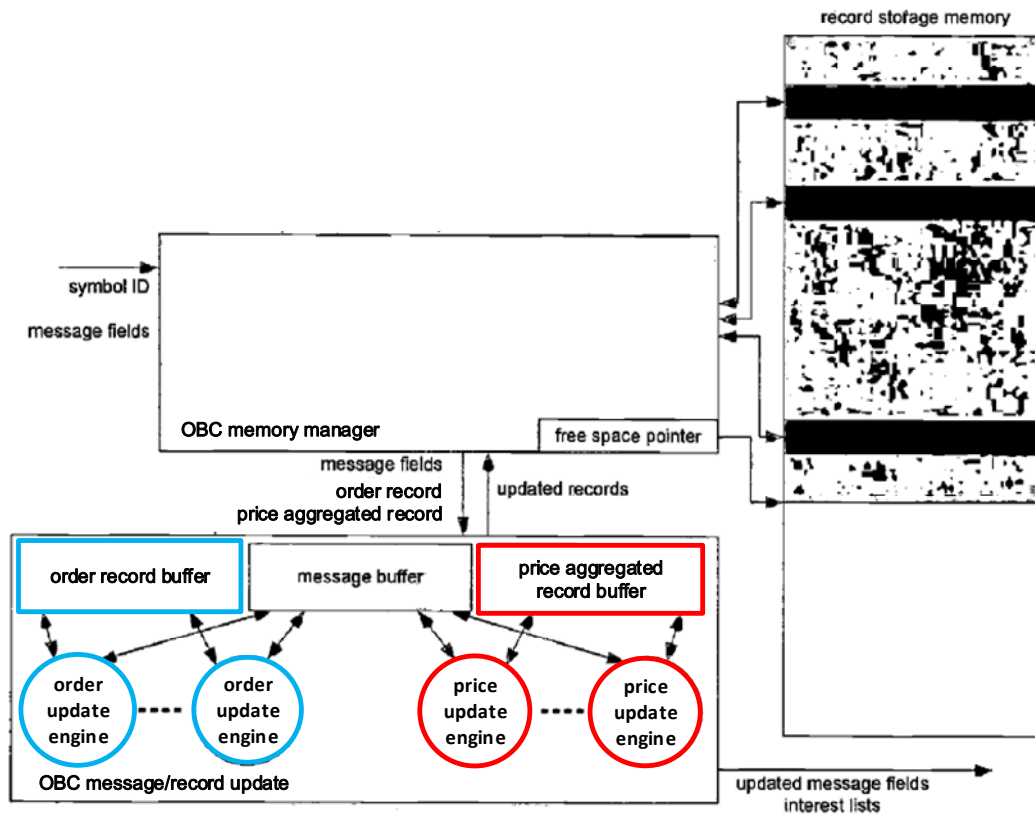 record storage memory
symbol ID
message fields
OBC memory manager
free space pointer
message fields
order record
price aggregated record
updated records
order record buffer
message buffer
price aggregated
record buffer
order
update
engine
order
update
engine
price
update
engine
price
update
engine
OBC message/record update
updated message fields
interest lists